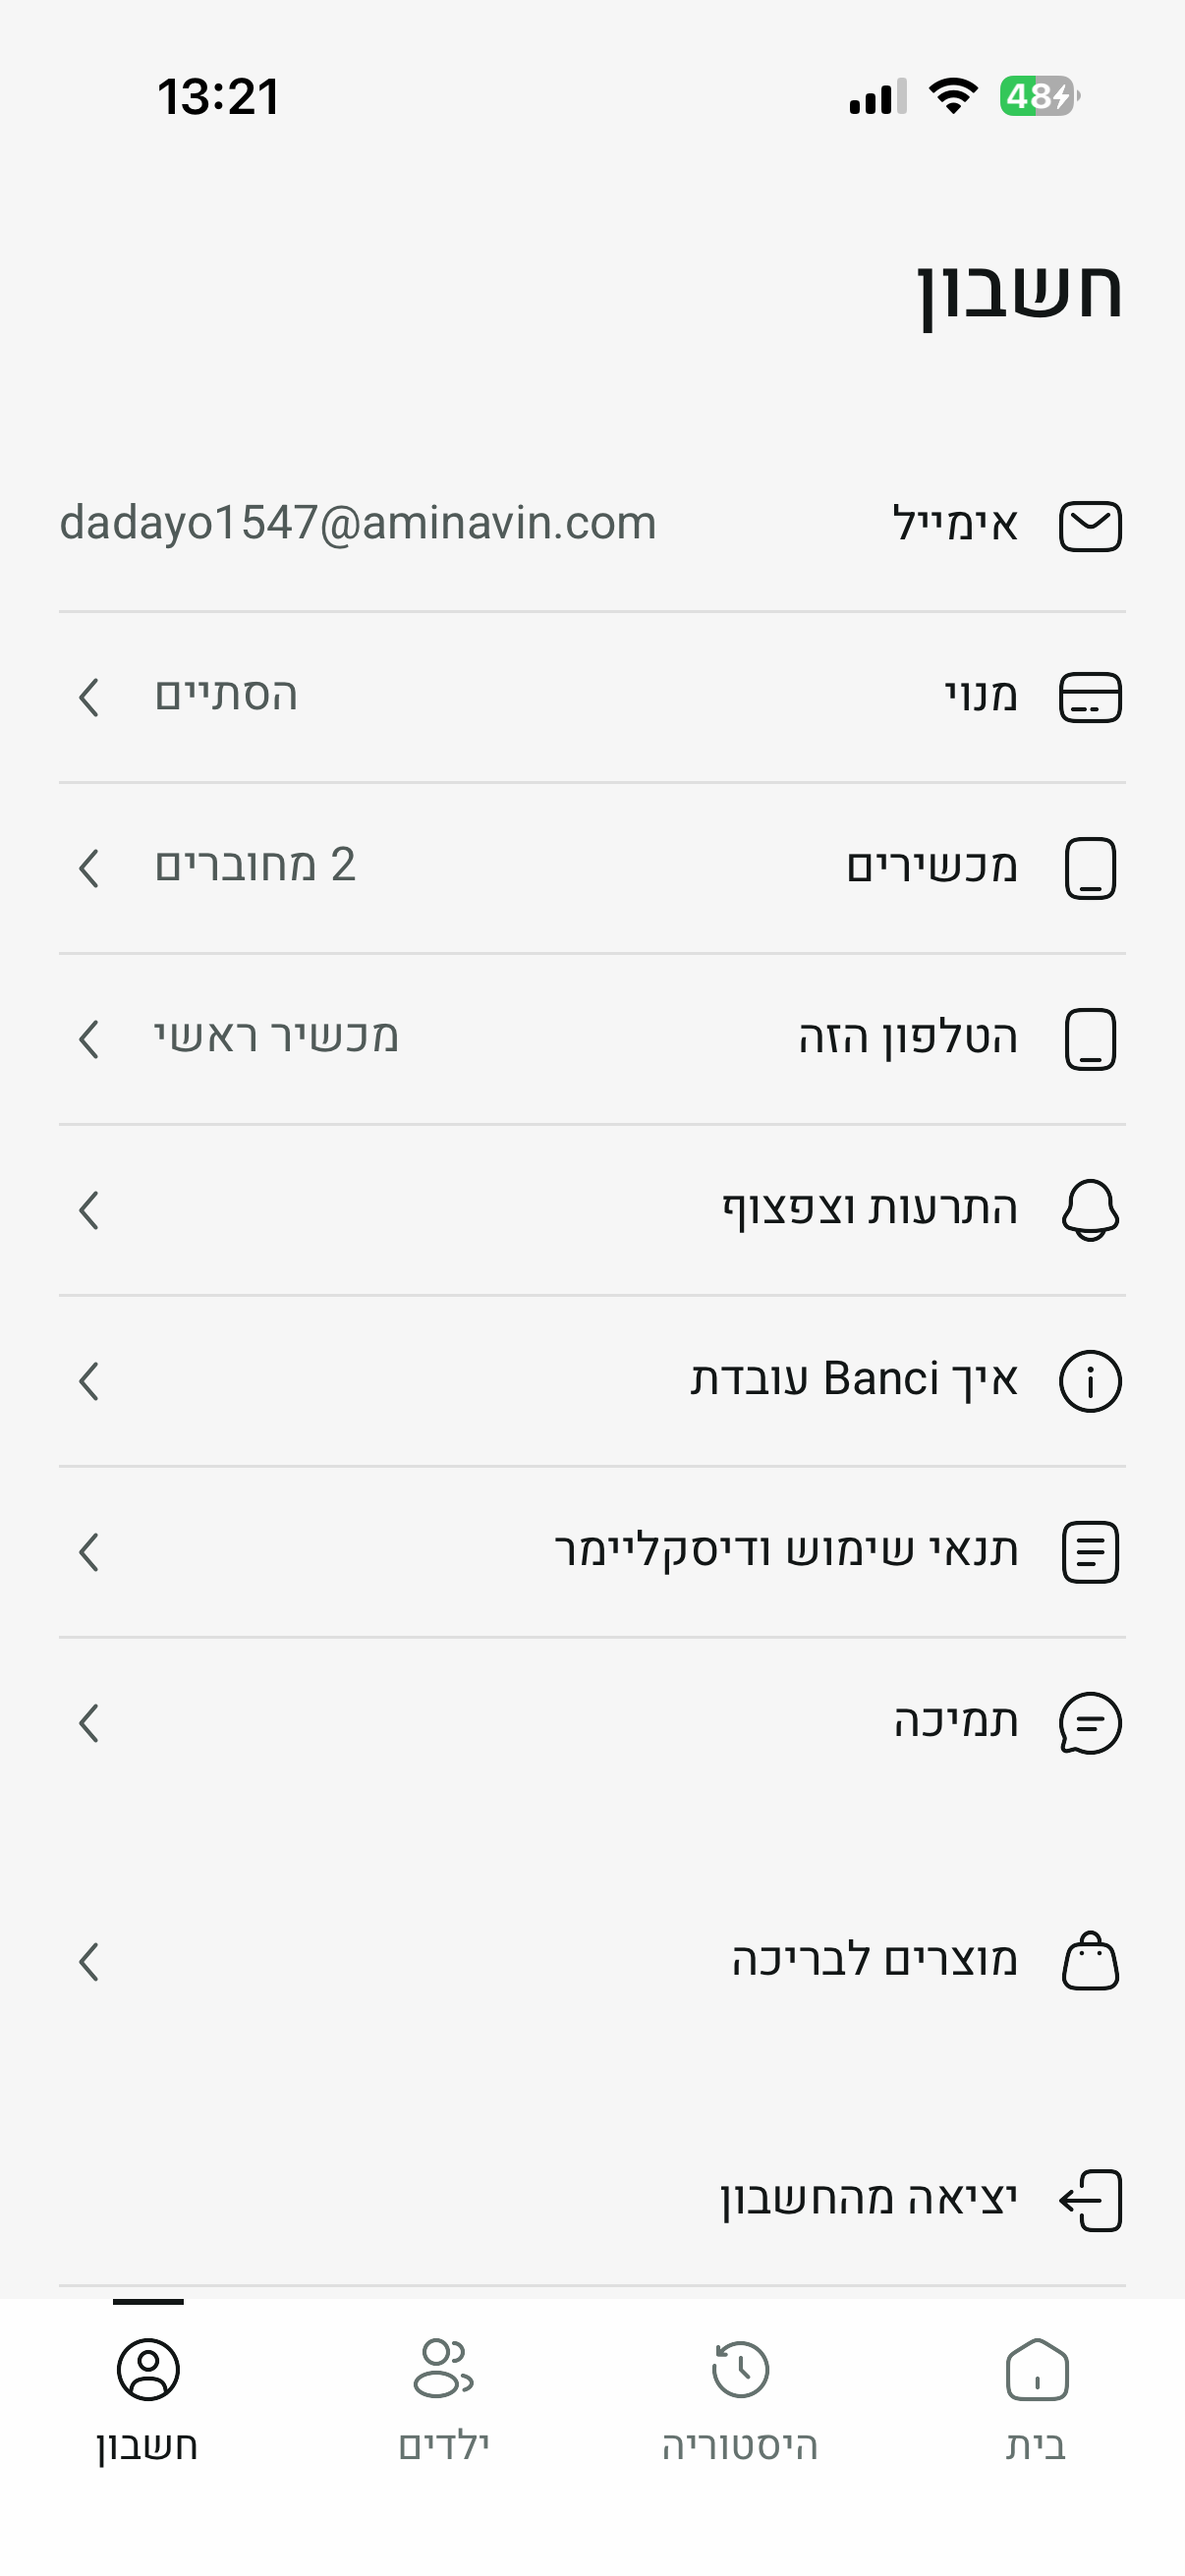 13:21
48
חשבון
אימייל dadayo1547@aminavin.com
מנוי הסתיים
מכשירים 2 מחוברים
הטלפון הזה מכשיר ראשי
התרעות וצפצוף
איך Banci עובדת
תנאי שימוש ודיסקליימר
תמיכה
מוצרים לבריכה
יציאה מהחשבון
בית היסטוריה ילדים חשבון